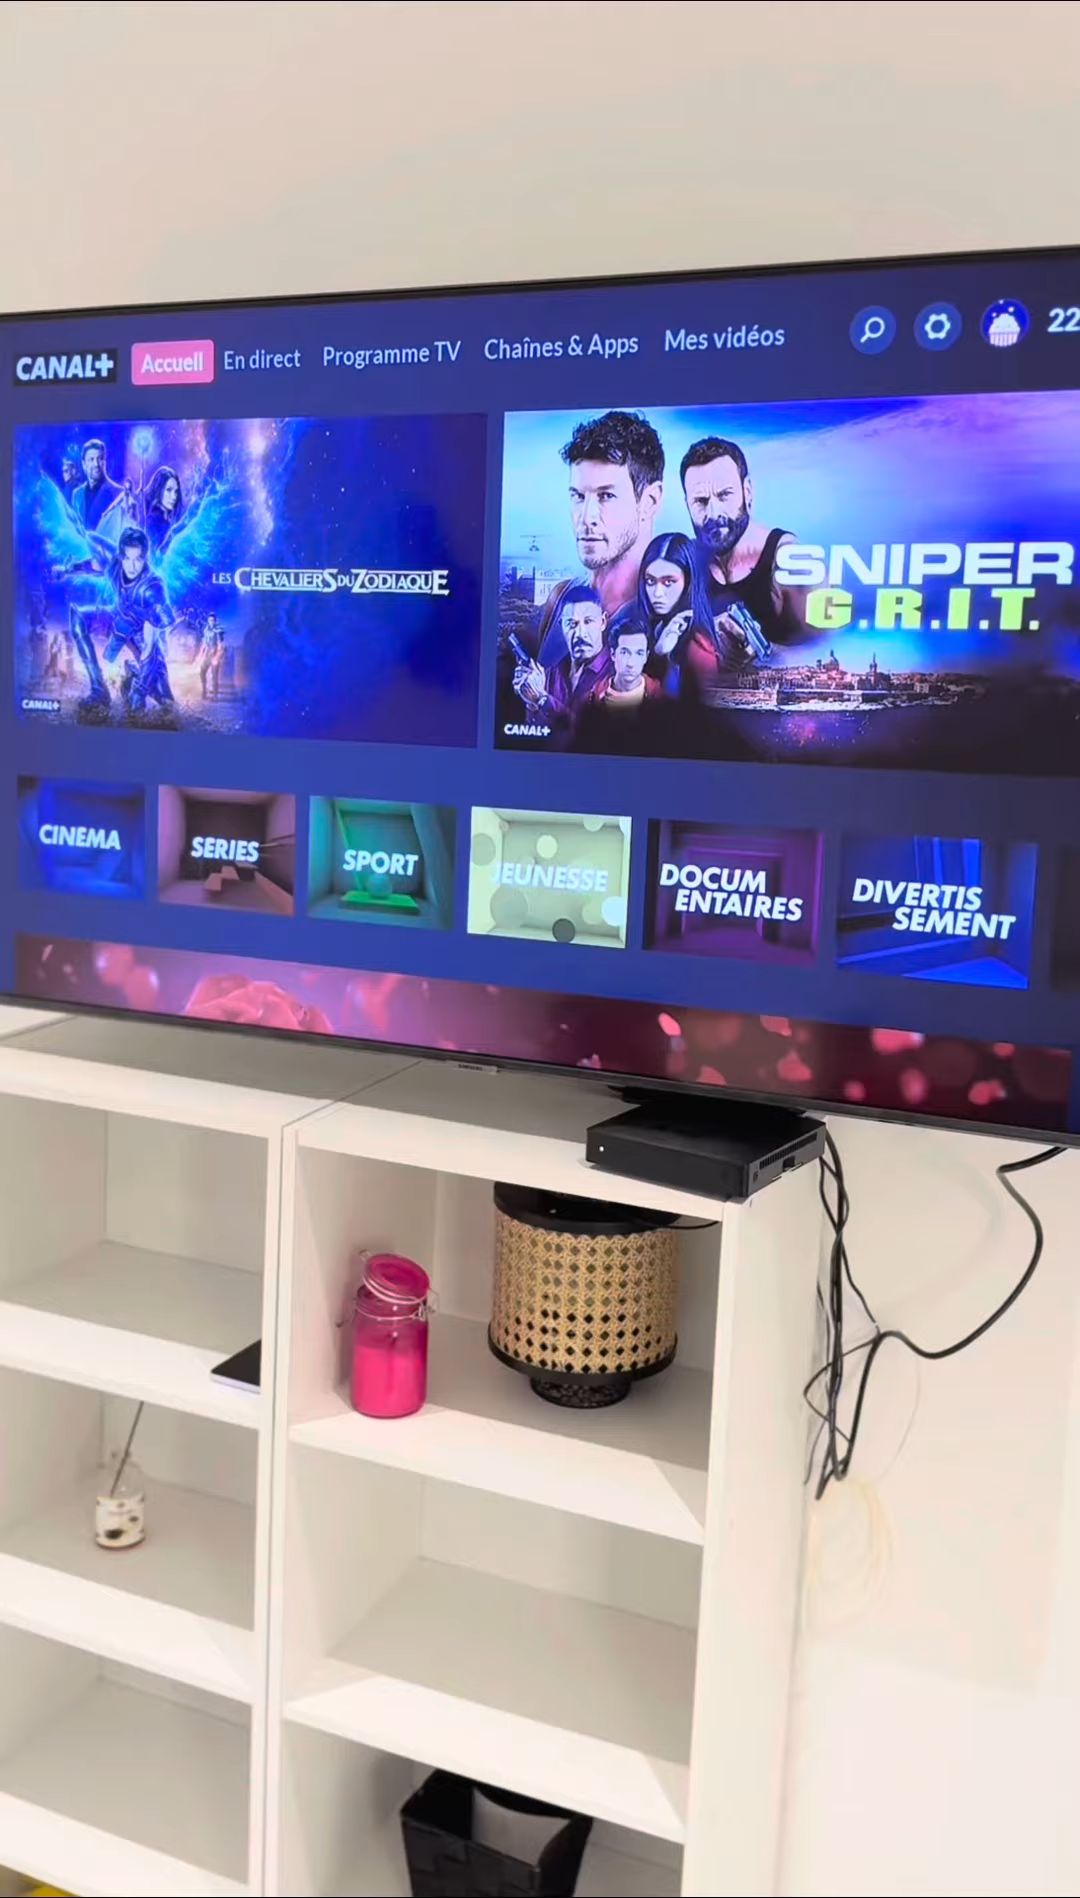 CANAL+ Accueil En direct Programme TV Chaînes & Apps Mes vidéos 22
LES CHEVALIERS DU ZODIAQUE
CANAL+
SNIPER
G.R.I.T.
CANAL+
CINEMA
SERIES
SPORT
JEUNESSE
DOCUM
ENTAIRES
DIVERTIS
SEMENT
SAMSUNG